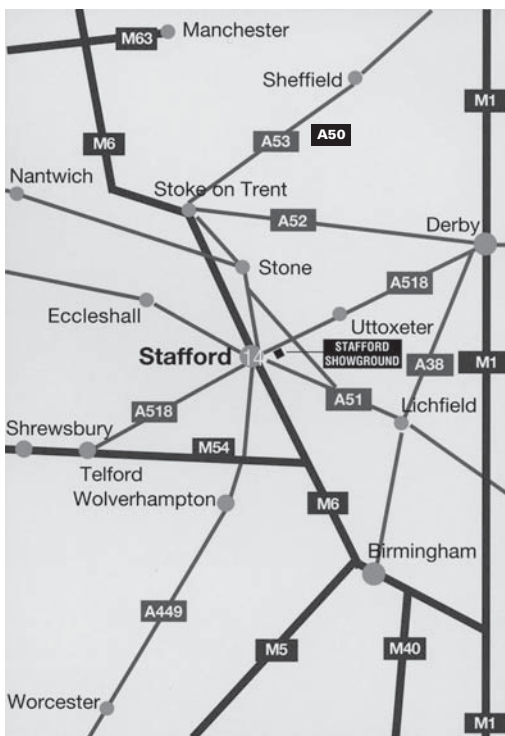 Manchester
M63
Sheffield
M1
A53
A50
M6
Nantwich
Stoke on Trent
A52
Derby
Stone
A518
Eccleshall
Uttoxeter
Stafford
14
STAFFORD
SHOWGROUND
M1
A38
A51
A518
Lichfield
Shrewsbury
M54
Telford
Wolverhampton
M6
Birmingham
A449
M5
M40
Worcester
M1